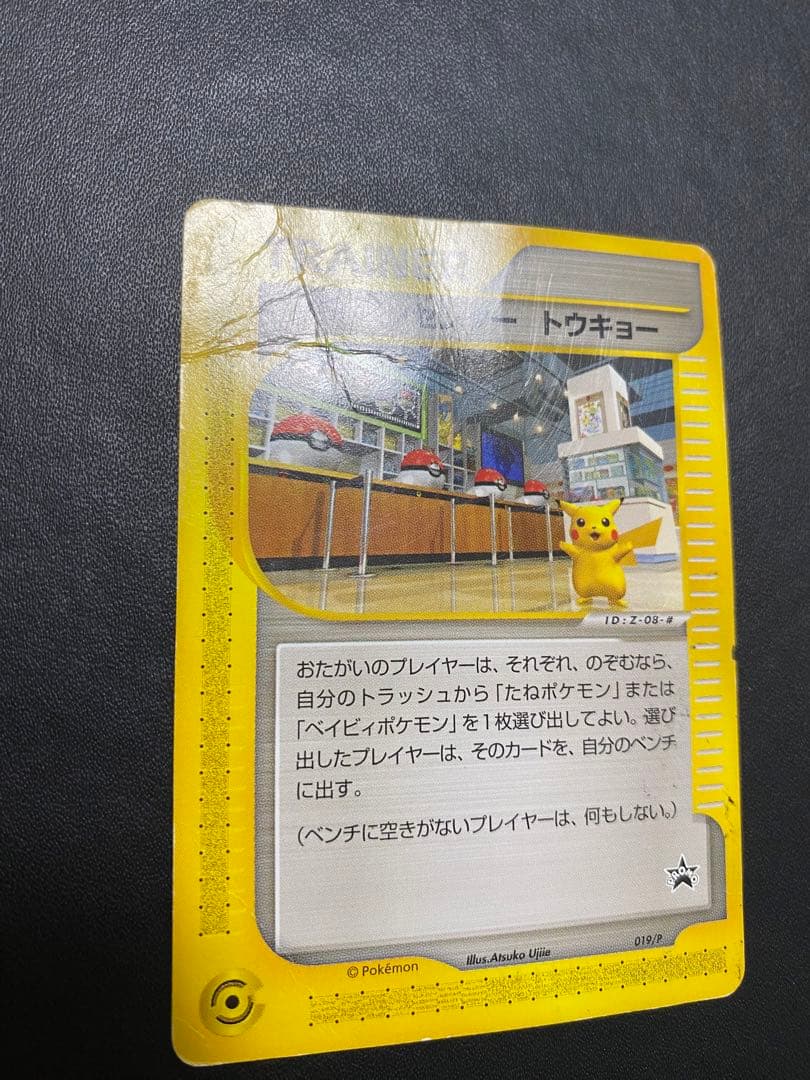 TRAINER
トウキョー
ID:Z-08-#
おたがいのプレイヤーは、それぞれ、のぞむなら、
自分のトラッシュから「たねポケモン」または
「ベイビィポケモン」を1枚選び出してよい。選び
出したプレイヤーは、そのカードを、自分のベンチ
に出す。
(ベンチに空きがないプレイヤーは、何もしない。)
PROMO
Illus.Atsuko Ujiie
019/P
© Pokémon